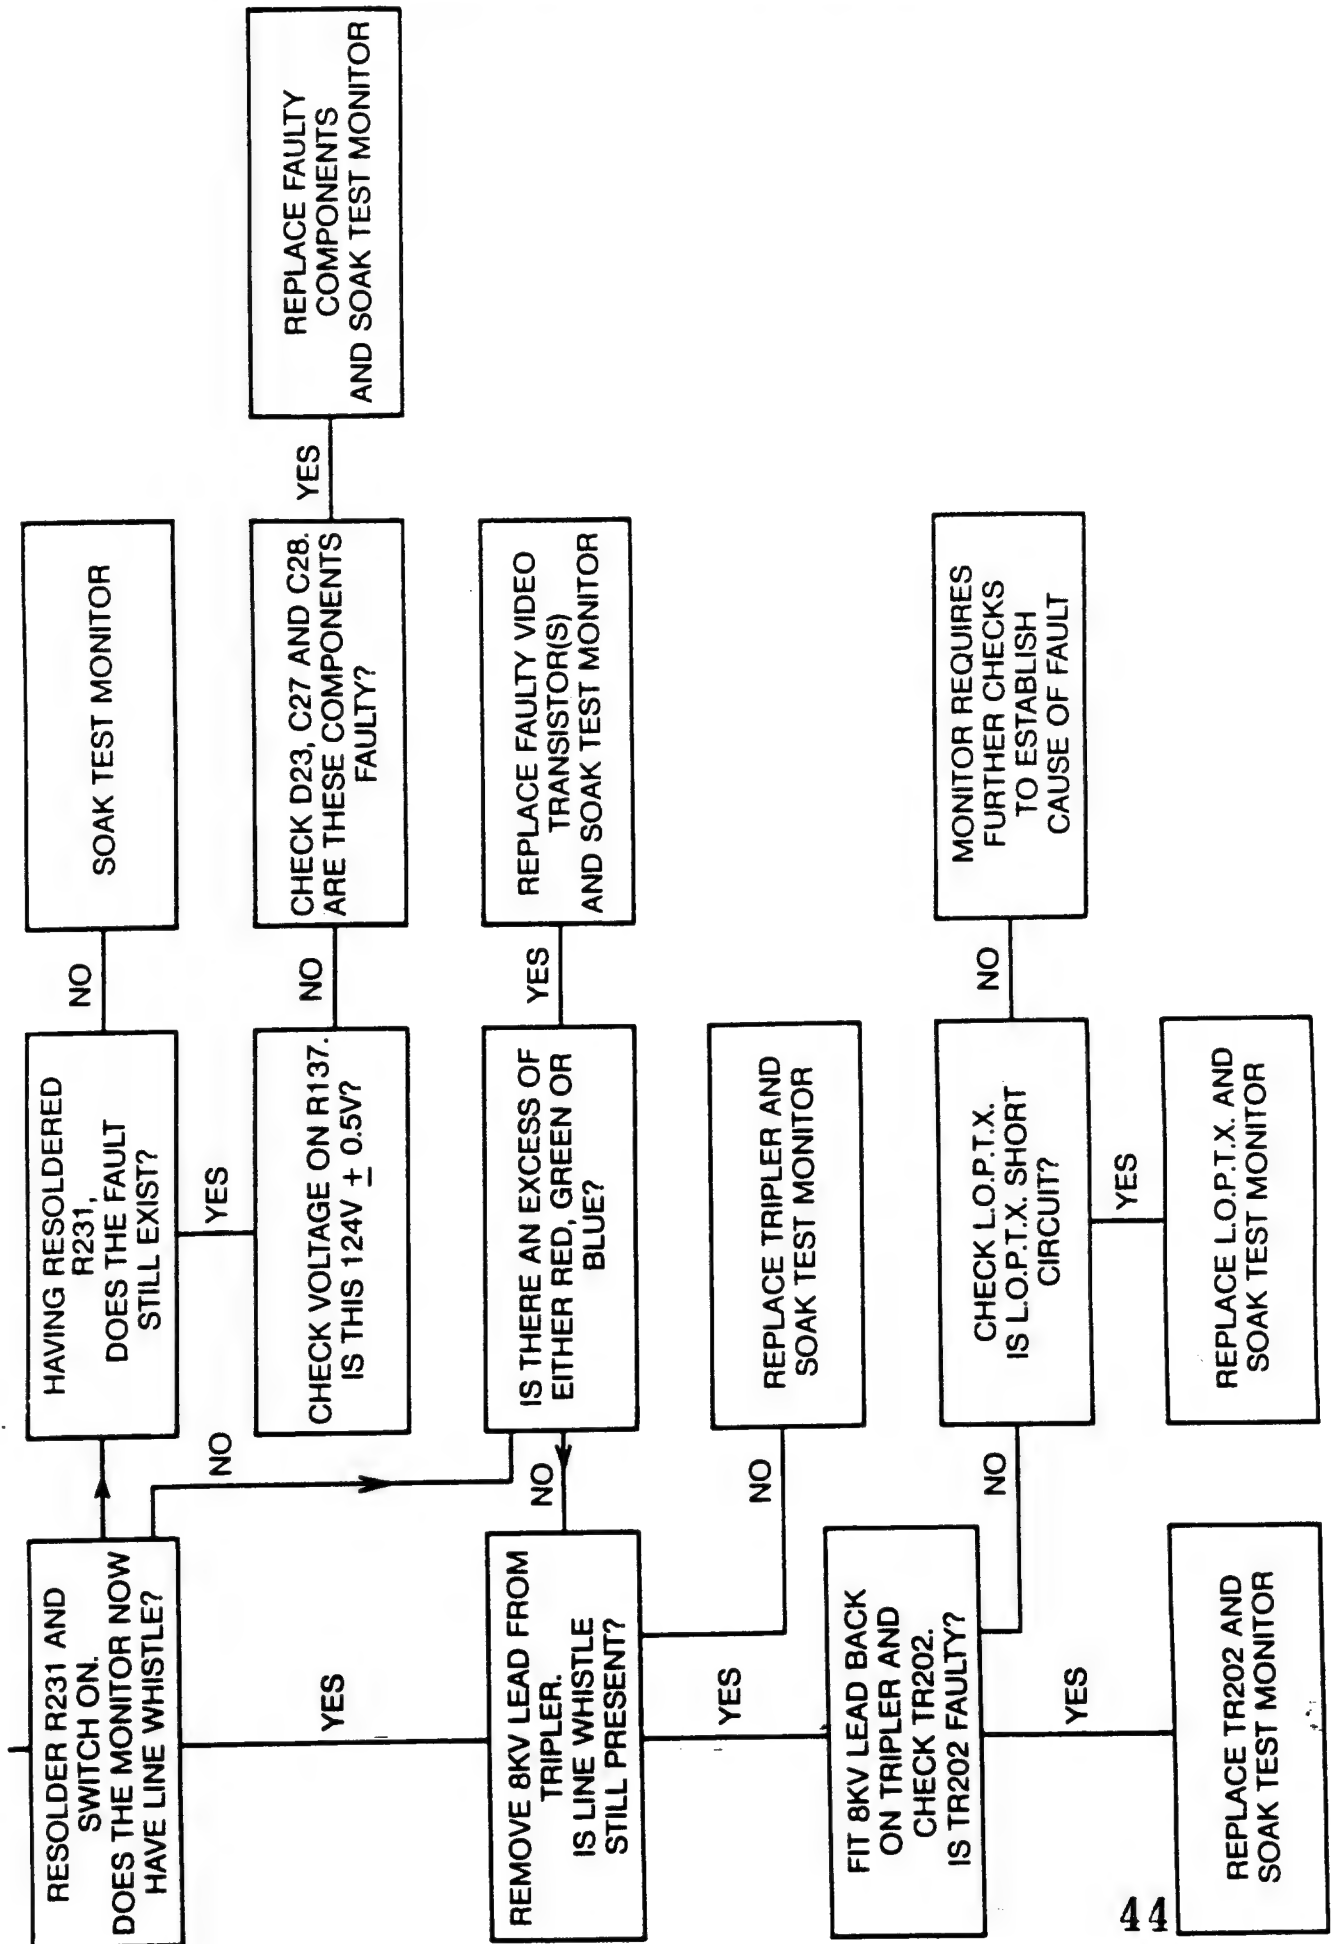 RESOLDER R231 AND
SWITCH ON.
DOES THE MONITOR NOW
HAVE LINE WHISTLE?
HAVING RESOLDERED
R231,
DOES THE FAULT
STILL EXIST?
NO
SOAK TEST MONITOR
YES
NO
CHECK VOLTAGE ON R137.
IS THIS 124V ± 0.5V?
NO
CHECK D23, C27 AND C28.
ARE THESE COMPONENTS
FAULTY?
YES
REPLACE FAULTY
COMPONENTS
AND SOAK TEST MONITOR
YES
REMOVE 8KV LEAD FROM
TRIPLER.
IS LINE WHISTLE
STILL PRESENT?
NO
IS THERE AN EXCESS OF
EITHER RED, GREEN OR
BLUE?
YES
REPLACE FAULTY VIDEO
TRANSISTOR(S)
AND SOAK TEST MONITOR
YES
NO
REPLACE TRIPLER AND
SOAK TEST MONITOR
FIT 8KV LEAD BACK
ON TRIPLER AND
CHECK TR202.
IS TR202 FAULTY?
NO
CHECK L.O.P.T.X.
IS L.O.P.T.X. SHORT
CIRCUIT?
NO
MONITOR REQUIRES
FURTHER CHECKS
TO ESTABLISH
CAUSE OF FAULT
YES
YES
REPLACE TR202 AND
SOAK TEST MONITOR
REPLACE L.O.P.T.X. AND
SOAK TEST MONITOR
44